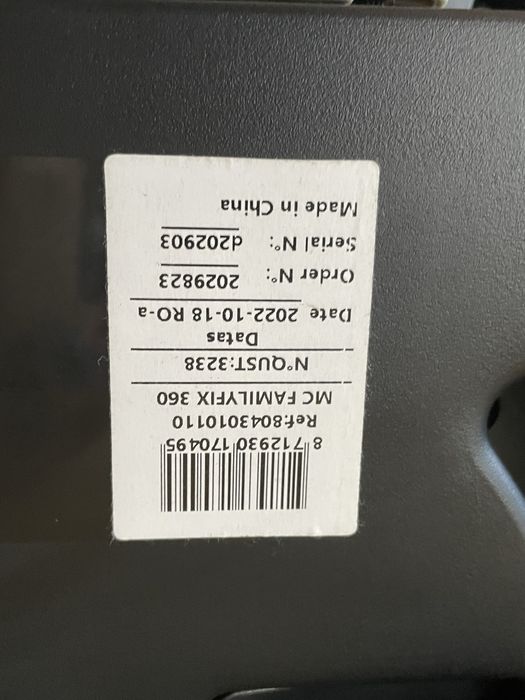 8 712930 170495
Ref:8043010110
MC FAMILYFIX 360
N°QUST:3238
Datas
Date 2022-10-18 RO-a
Order N°: 2029823
Serial N°: d202903
Made in China